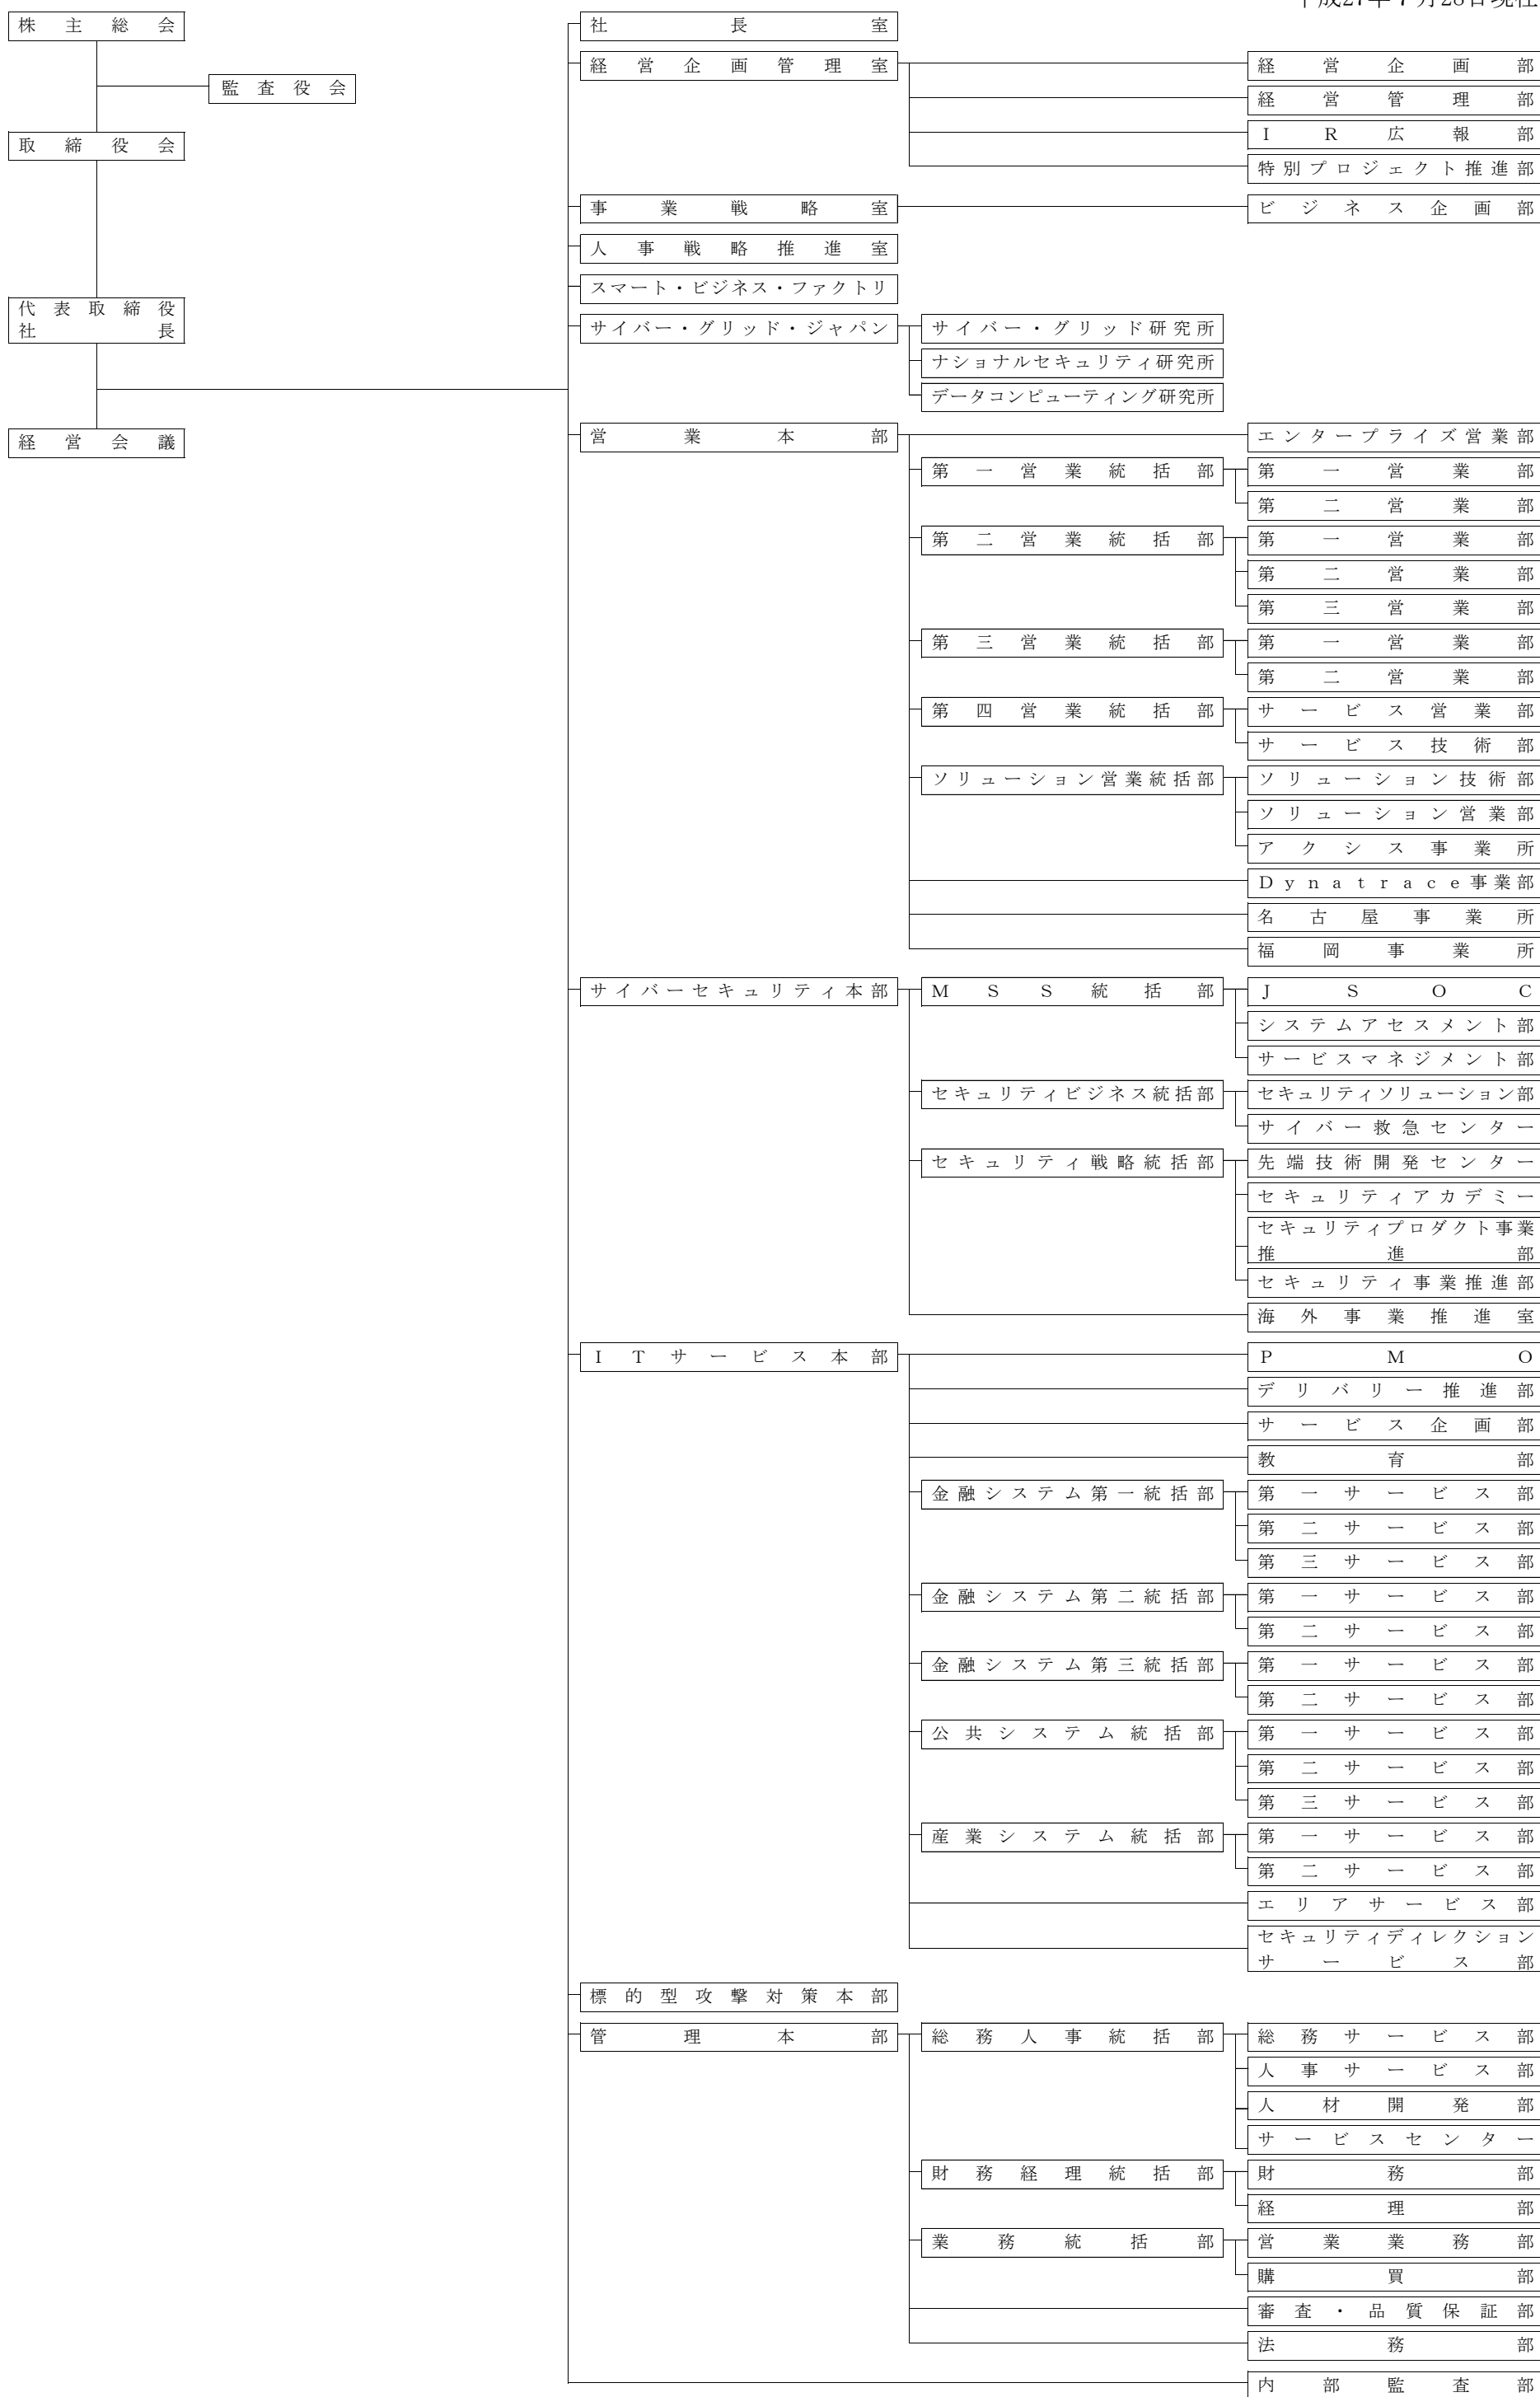 株主総会
監査役会
取締役会
代表取締役
社長
経営会議
社長室
経営企画管理室
経営企画部
経営管理部
ＩＲ広報部
特別プロジェクト推進部
事業戦略室
ビジネス企画部
人事戦略推進室
スマート・ビジネス・ファクトリ
サイバー・グリッド・ジャパン
サイバー・グリッド研究所
ナショナルセキュリティ研究所
データコンピューティング研究所
営業本部
エンタープライズ営業部
第一営業統括部
第一営業部
第二営業部
第二営業統括部
第一営業部
第二営業部
第三営業部
第三営業統括部
第一営業部
第二営業部
第四営業統括部
サービス営業部
サービス技術部
ソリューション営業統括部
ソリューション技術部
ソリューション営業部
アクシス事業所
Ｄｙｎａｔｒａｃｅ事業部
名古屋事業所
福岡事業所
サイバーセキュリティ本部
ＭＳＳ統括部
ＪＳＯＣ
システムアセスメント部
サービスマネジメント部
セキュリティビジネス統括部
セキュリティソリューション部
サイバー救急センター
セキュリティ戦略統括部
先端技術開発センター
セキュリティアカデミー
セキュリティプロダクト事業
推進部
セキュリティ事業推進部
海外事業推進室
ＩＴサービス本部
ＰＭＯ
デリバリー推進部
サービス企画部
教育部
金融システム第一統括部
第一サービス部
第二サービス部
第三サービス部
金融システム第二統括部
第一サービス部
第二サービス部
金融システム第三統括部
第一サービス部
第二サービス部
公共システム統括部
第一サービス部
第二サービス部
第三サービス部
産業システム統括部
第一サービス部
第二サービス部
エリアサービス部
セキュリティディレクション
サービス部
標的型攻撃対策本部
管理本部
総務人事統括部
総務サービス部
人事サービス部
人材開発部
サービスセンター
財務経理統括部
財務部
経理部
業務統括部
営業業務部
購買部
審査・品質保証部
法務部
内部監査部